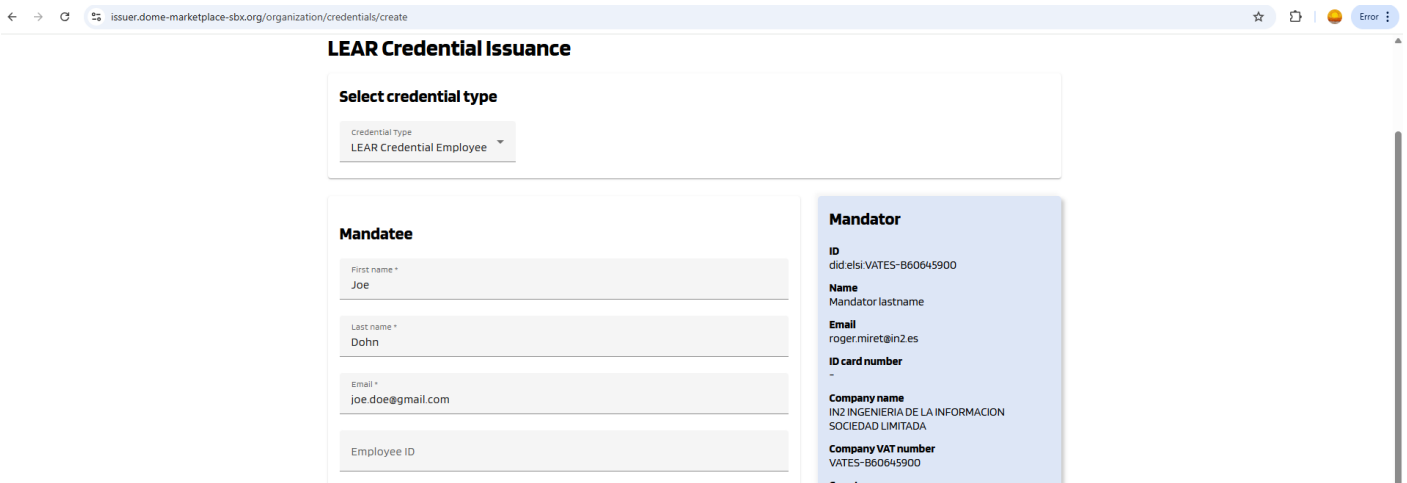 issuer.dome-marketplace-sbx.org/organization/credentials/create
Error
LEAR Credential Issuance
Select credential type
Credential Type
LEAR Credential Employee
Mandatee
First name *
Joe
Last name *
Dohn
Email *
joe.doe@gmail.com
Employee ID
Mandator
ID
did:elsi:VATES-B60645900
Name
Mandator lastname
Email
roger.miret@in2.es
ID card number
-
Company name
IN2 INGENIERIA DE LA INFORMACION
SOCIEDAD LIMITADA
Company VAT number
VATES-B60645900